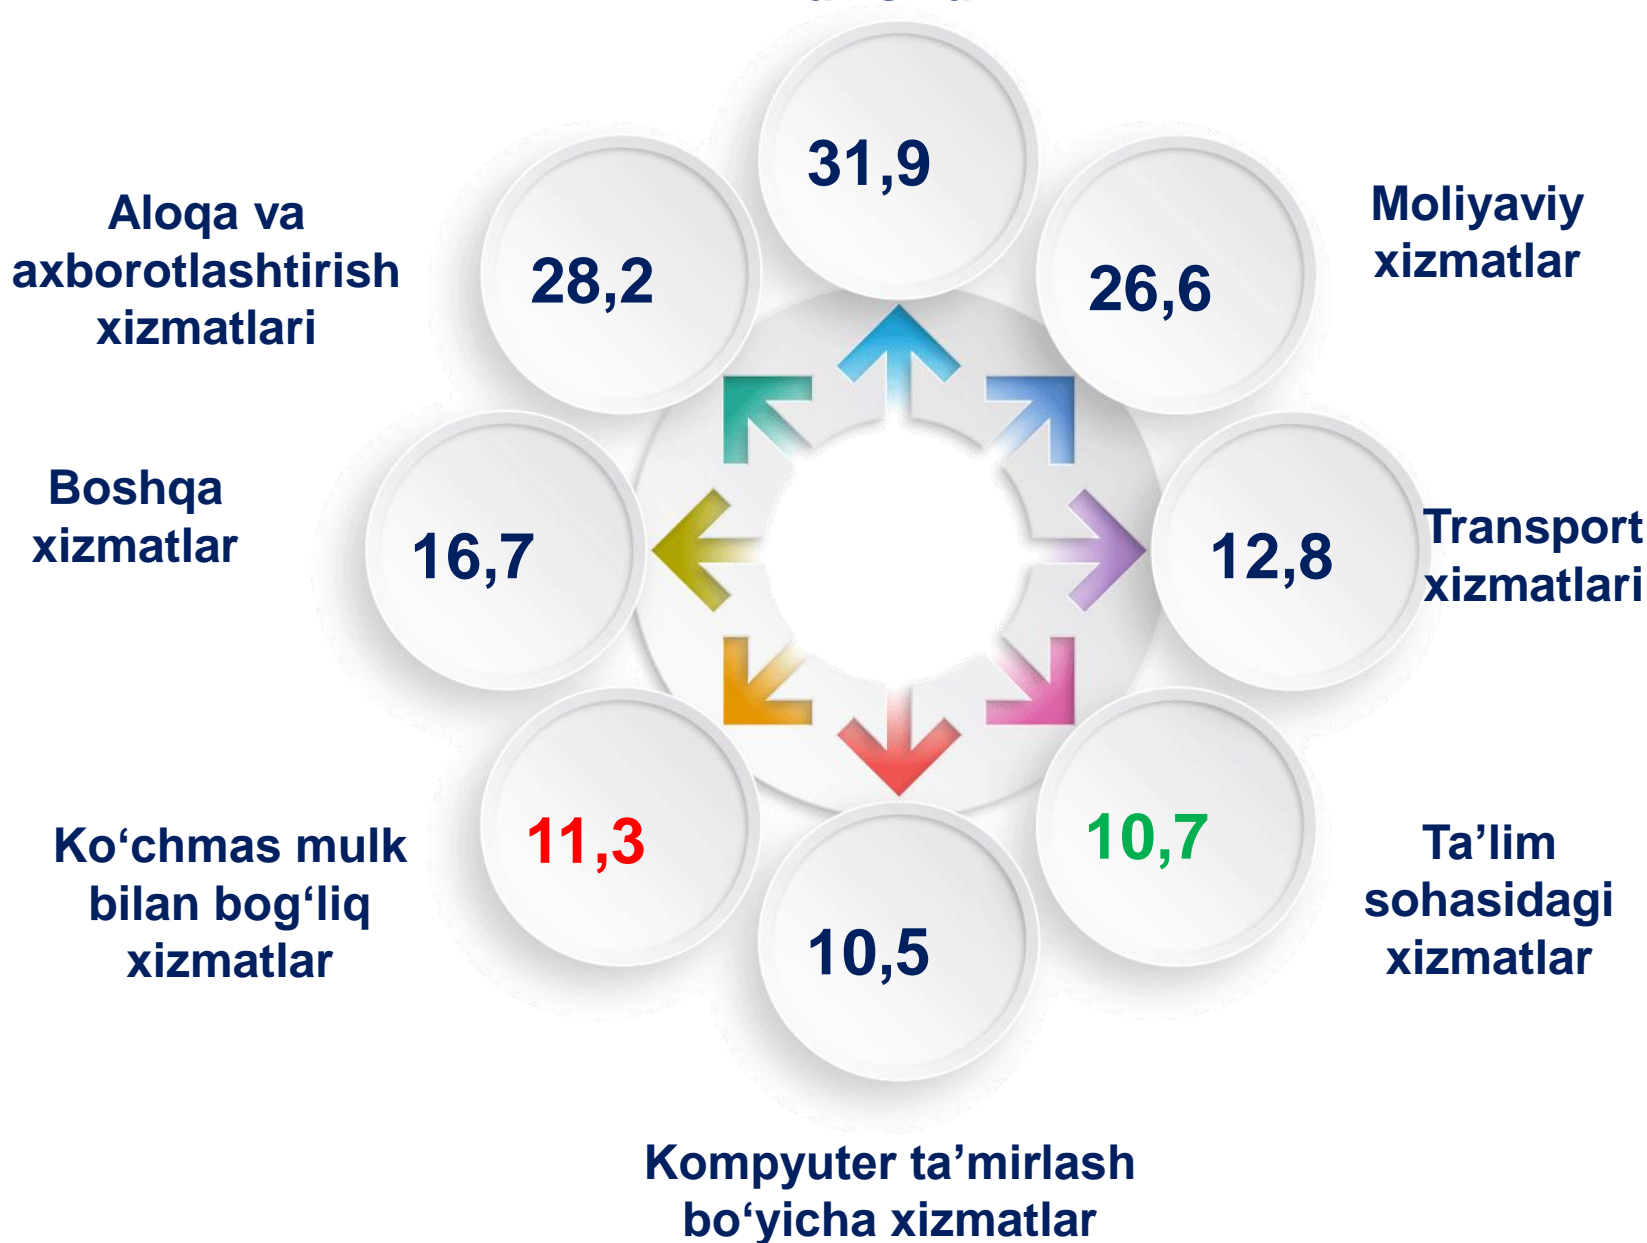 31,9
Aloqa va
axborotlashtirish
xizmatlari
28,2
26,6
Moliyaviy
xizmatlar
Boshqa
xizmatlar
16,7
12,8
Transport
xizmatlari
Ko‘chmas mulk
bilan bog‘liq
xizmatlar
11,3
10,5
10,7
Ta’lim
sohasidagi
xizmatlar
Kompyuter ta’mirlash
bo‘yicha xizmatlar